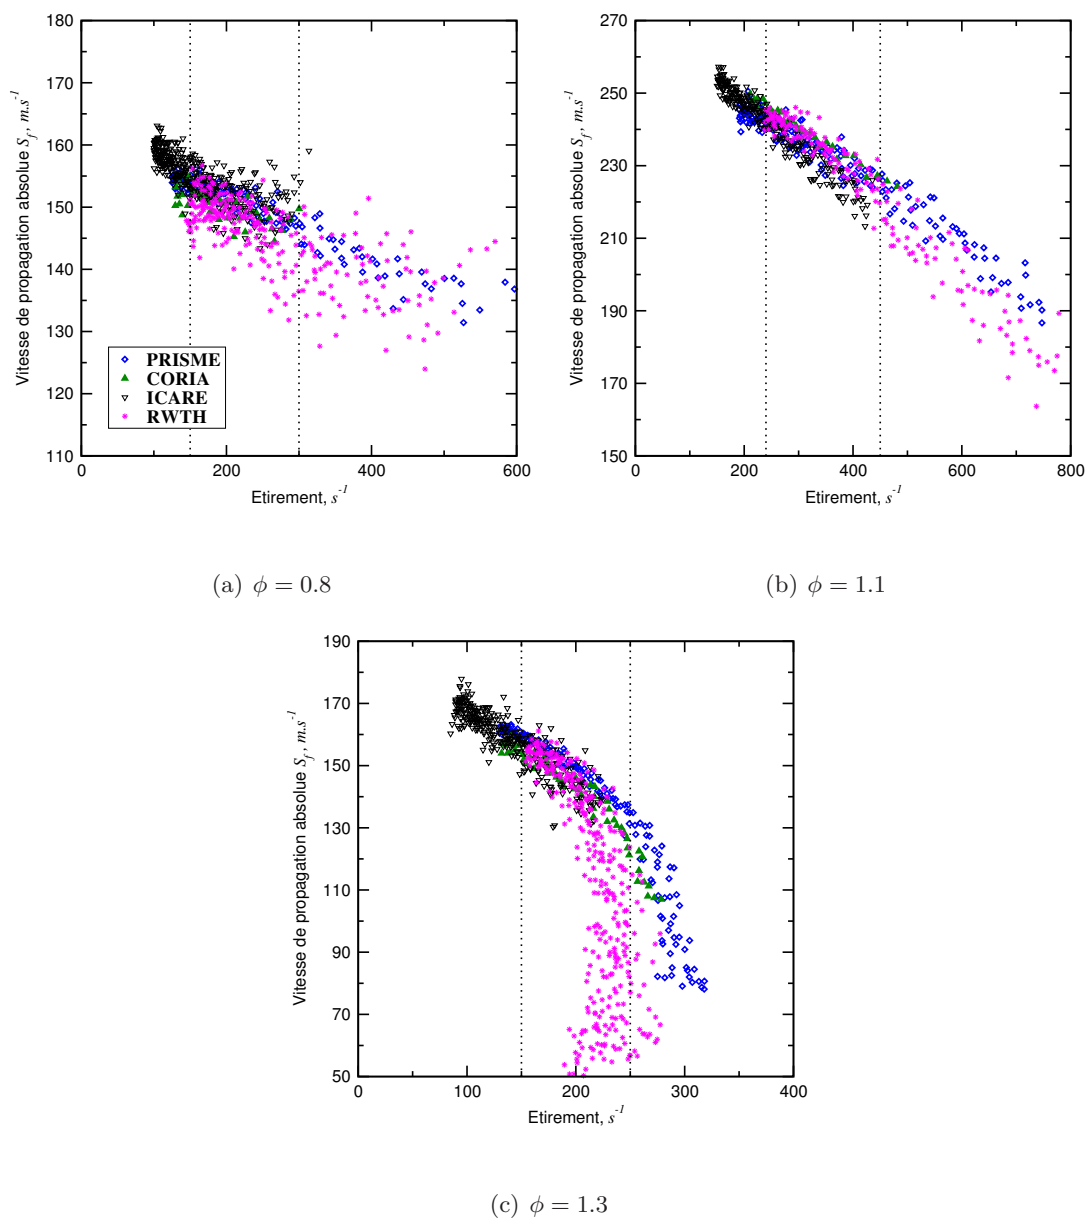 180
170
160
150
140
130
120
110
0
200
400
600
Etirement, s⁻¹
Vitesse de propagation absolue S_f, m.s⁻¹
PRISME
CORIA
ICARE
RWTH
270
250
230
210
190
170
150
0
200
400
600
800
Etirement, s⁻¹
Vitesse de propagation absolue S_f, m.s⁻¹
(a) ϕ = 0.8
(b) ϕ = 1.1
190
170
150
130
110
90
70
50
0
100
200
300
400
Etirement, s⁻¹
Vitesse de propagation absolue S_f, m.s⁻¹
(c) ϕ = 1.3